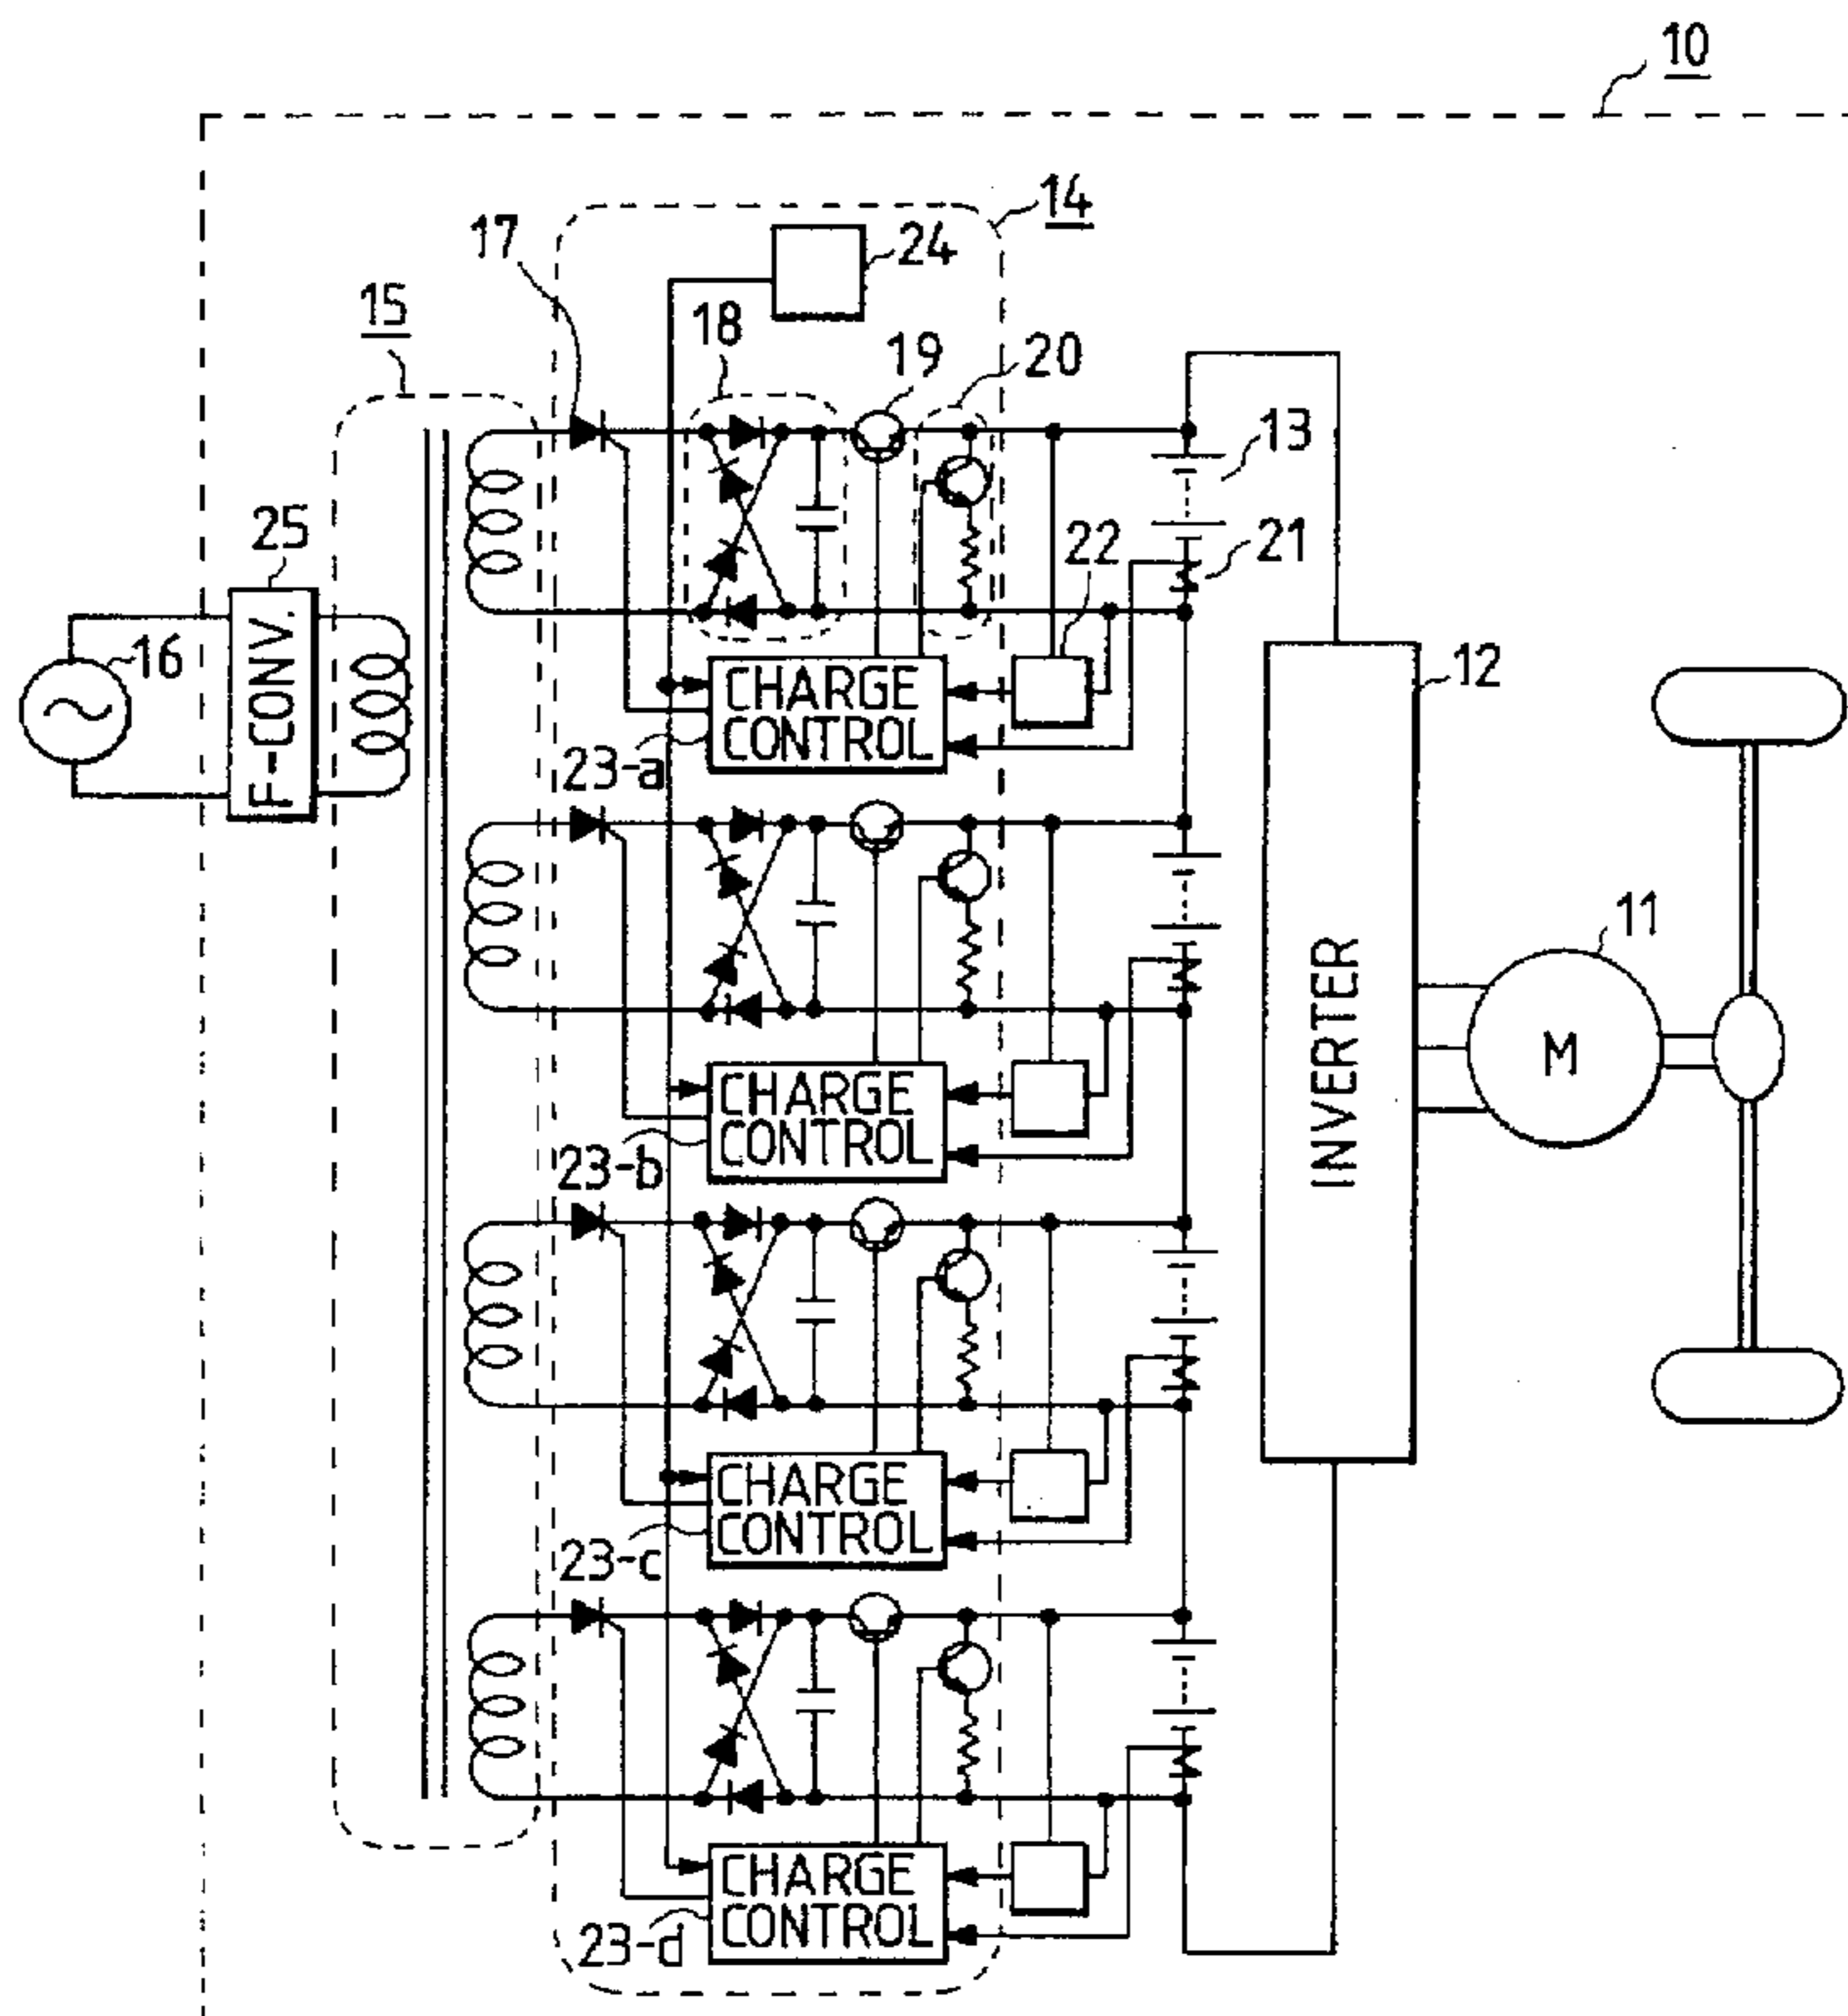 10
14
17
24
15
18
19
20
13
25
22
21
F-CONV.
16
CHARGE
CONTROL
12
23-a
11
INVERTER
M
CHARGE
CONTROL
23-b
CHARGE
CONTROL
23-c
CHARGE
CONTROL
23-d